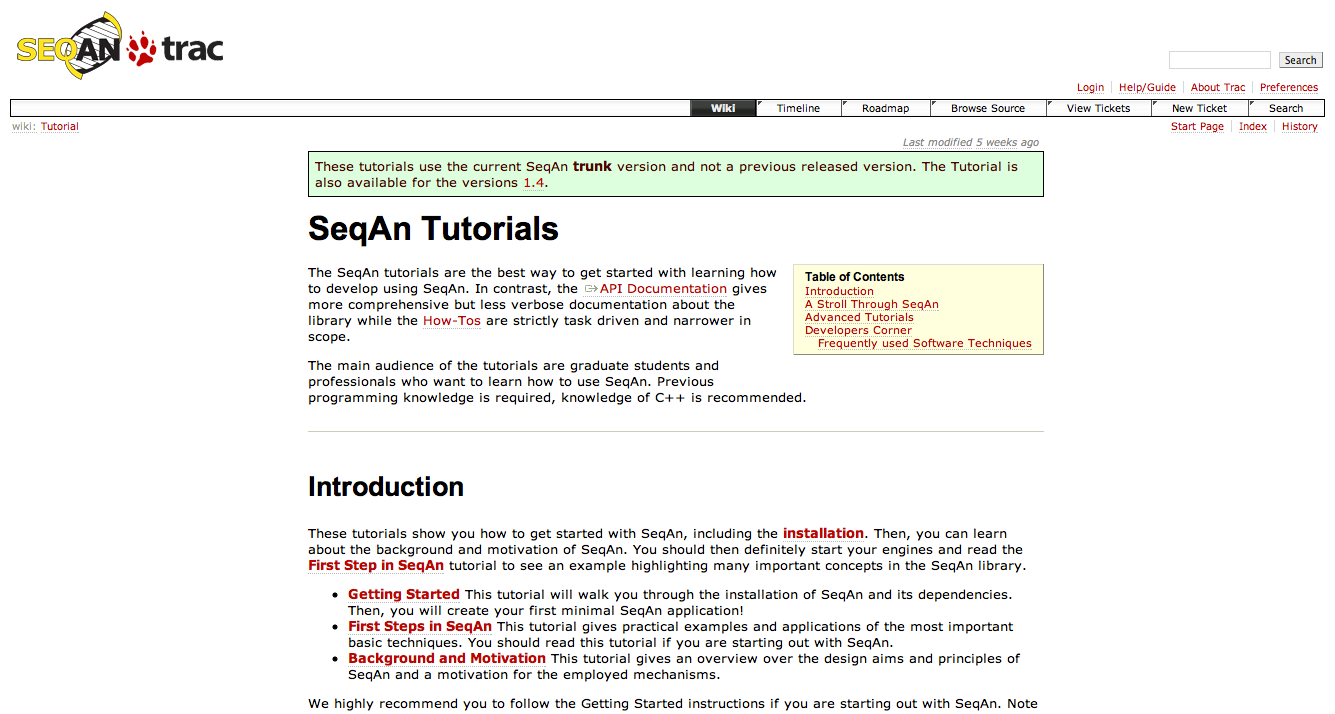 SEQAN trac
Search
Login Help/Guide About Trac Preferences
Wiki Timeline Roadmap Browse Source View Tickets New Ticket Search
wiki: Tutorial Start Page Index History
Last modified 5 weeks ago
These tutorials use the current SeqAn trunk version and not a previous released version. The Tutorial is
also available for the versions 1.4.
SeqAn Tutorials
The SeqAn tutorials are the best way to get started with learning how
to develop using SeqAn. In contrast, the API Documentation gives
more comprehensive but less verbose documentation about the
library while the How-Tos are strictly task driven and narrower in
scope.
Table of Contents
Introduction
A Stroll Through SeqAn
Advanced Tutorials
Developers Corner
Frequently used Software Techniques
The main audience of the tutorials are graduate students and
professionals who want to learn how to use SeqAn. Previous
programming knowledge is required, knowledge of C++ is recommended.
Introduction
These tutorials show you how to get started with SeqAn, including the installation. Then, you can learn
about the background and motivation of SeqAn. You should then definitely start your engines and read the
First Step in SeqAn tutorial to see an example highlighting many important concepts in the SeqAn library.
• Getting Started This tutorial will walk you through the installation of SeqAn and its dependencies.
Then, you will create your first minimal SeqAn application!
• First Steps in SeqAn This tutorial gives practical examples and applications of the most important
basic techniques. You should read this tutorial if you are starting out with SeqAn.
• Background and Motivation This tutorial gives an overview over the design aims and principles of
SeqAn and a motivation for the employed mechanisms.
We highly recommend you to follow the Getting Started instructions if you are starting out with SeqAn. Note